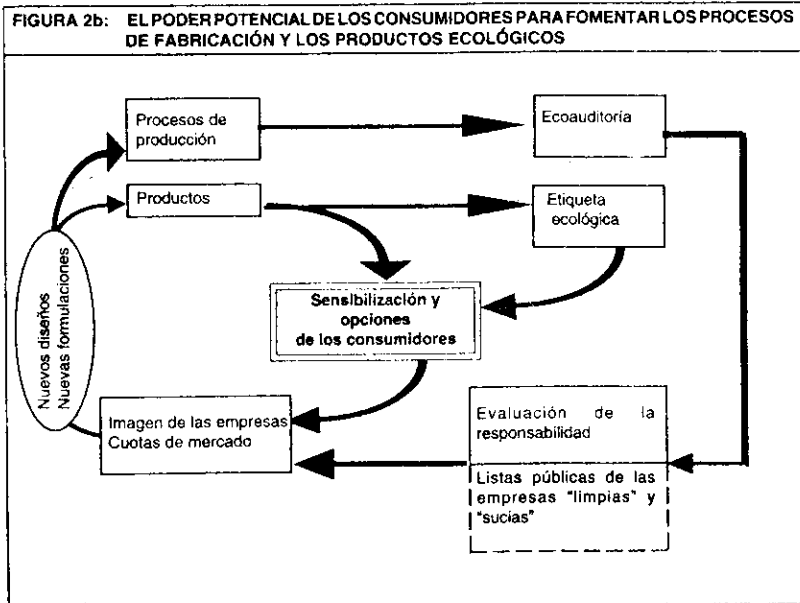 FIGURA 2b: EL PODER POTENCIAL DE LOS CONSUMIDORES PARA FOMENTAR LOS PROCESOS
DE FABRICACIÓN Y LOS PRODUCTOS ECOLÓGICOS
Procesos de
producción
Ecoauditoría
Productos
Etiqueta
ecológica
Nuevos diseños
Nuevas formulaciones
Sensibilización y
opciones
de los consumidores
Imagen de las empresas
Cuotas de mercado
Evaluación de la
responsabilidad
Listas públicas de las
empresas "limpias" y
"sucias"